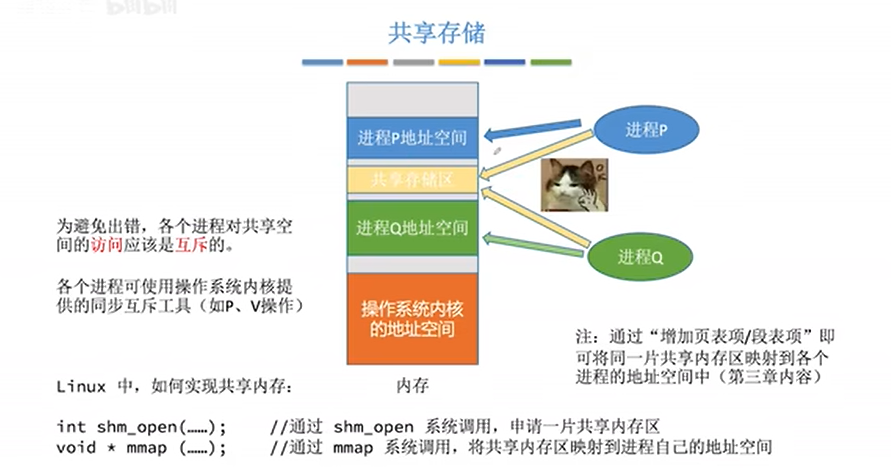 共享存储
进程P地址空间
进程P
共享存储区
进程Q地址空间
进程Q
操作系统内核
的地址空间
内存
为避免出错，各个进程对共享空
间的访问应该是互斥的。
各个进程可使用操作系统内核提
供的同步互斥工具（如P、V操作）
注：通过“增加页表项/段表项”即
可将同一片共享内存区映射到各个
进程的地址空间中（第三章内容）
Linux 中，如何实现共享内存：
int shm_open(……);    //通过 shm_open 系统调用，申请一片共享内存区
void * mmap (……);    //通过 mmap 系统调用，将共享内存区映射到进程自己的地址空间